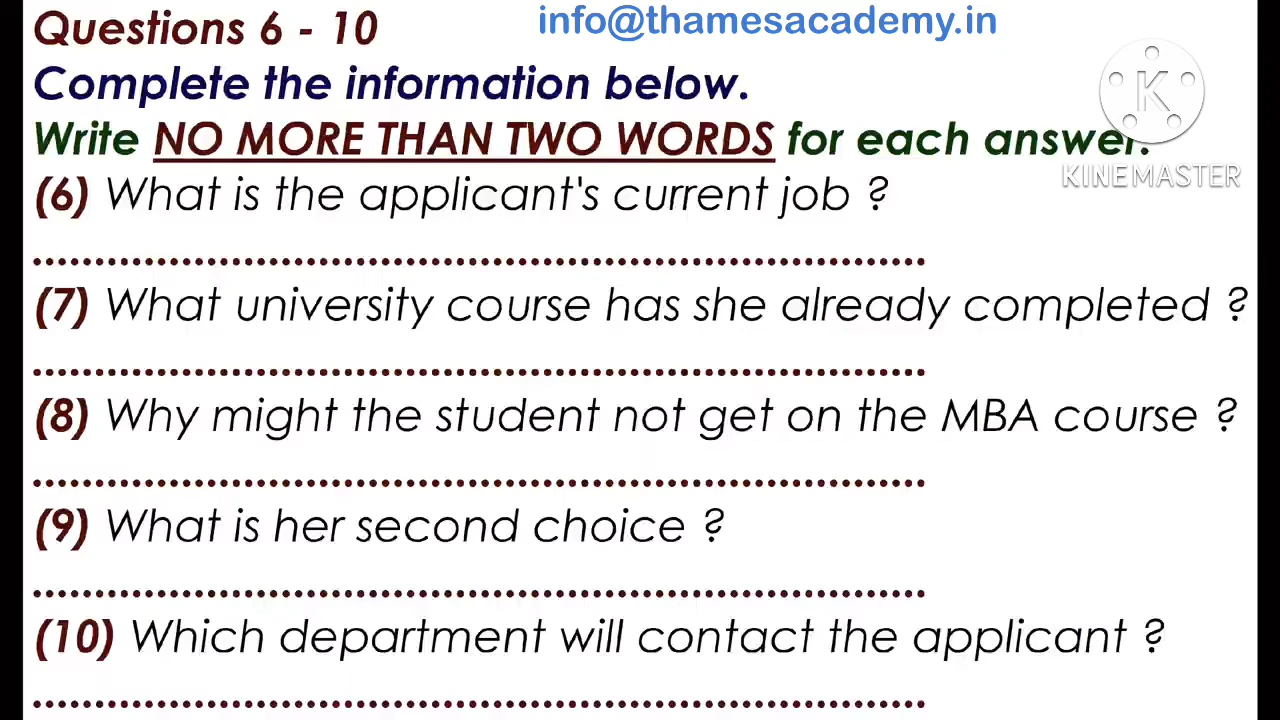 Questions 6 - 10
info@thamesacademy.in
Complete the information below.
Write NO MORE THAN TWO WORDS for each answer.
K
KINEMASTER
(6) What is the applicant's current job ?
................................................................
(7) What university course has she already completed ?
................................................................
(8) Why might the student not get on the MBA course ?
................................................................
(9) What is her second choice ?
................................................................
(10) Which department will contact the applicant ?
................................................................